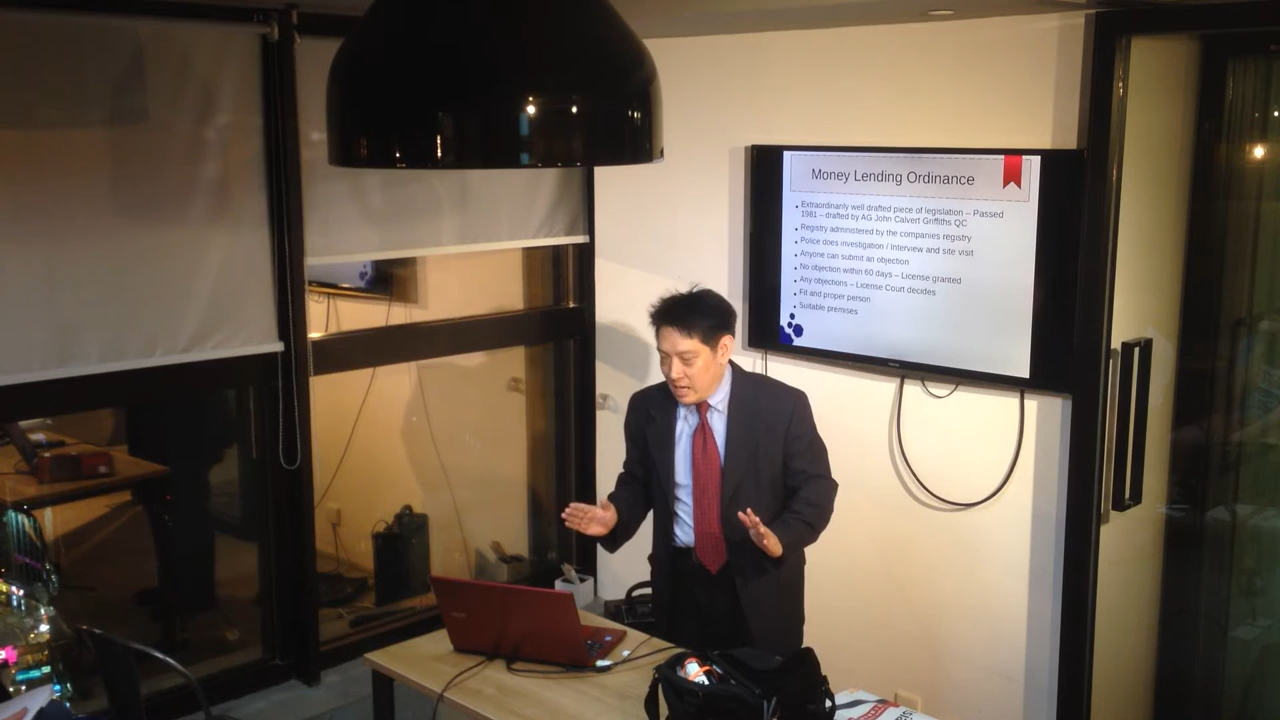 Money Lending Ordinance
Extraordinarily well drafted piece of legislation – Passed
1981 – drafted by AG John Calvert Griffiths QC
Registry administered by the companies registry
Police does investigation / Interview and site visit
Anyone can submit an objection
No objection within 60 days – License granted
Any objections – License Court decides
Fit and proper person
Suitable premises